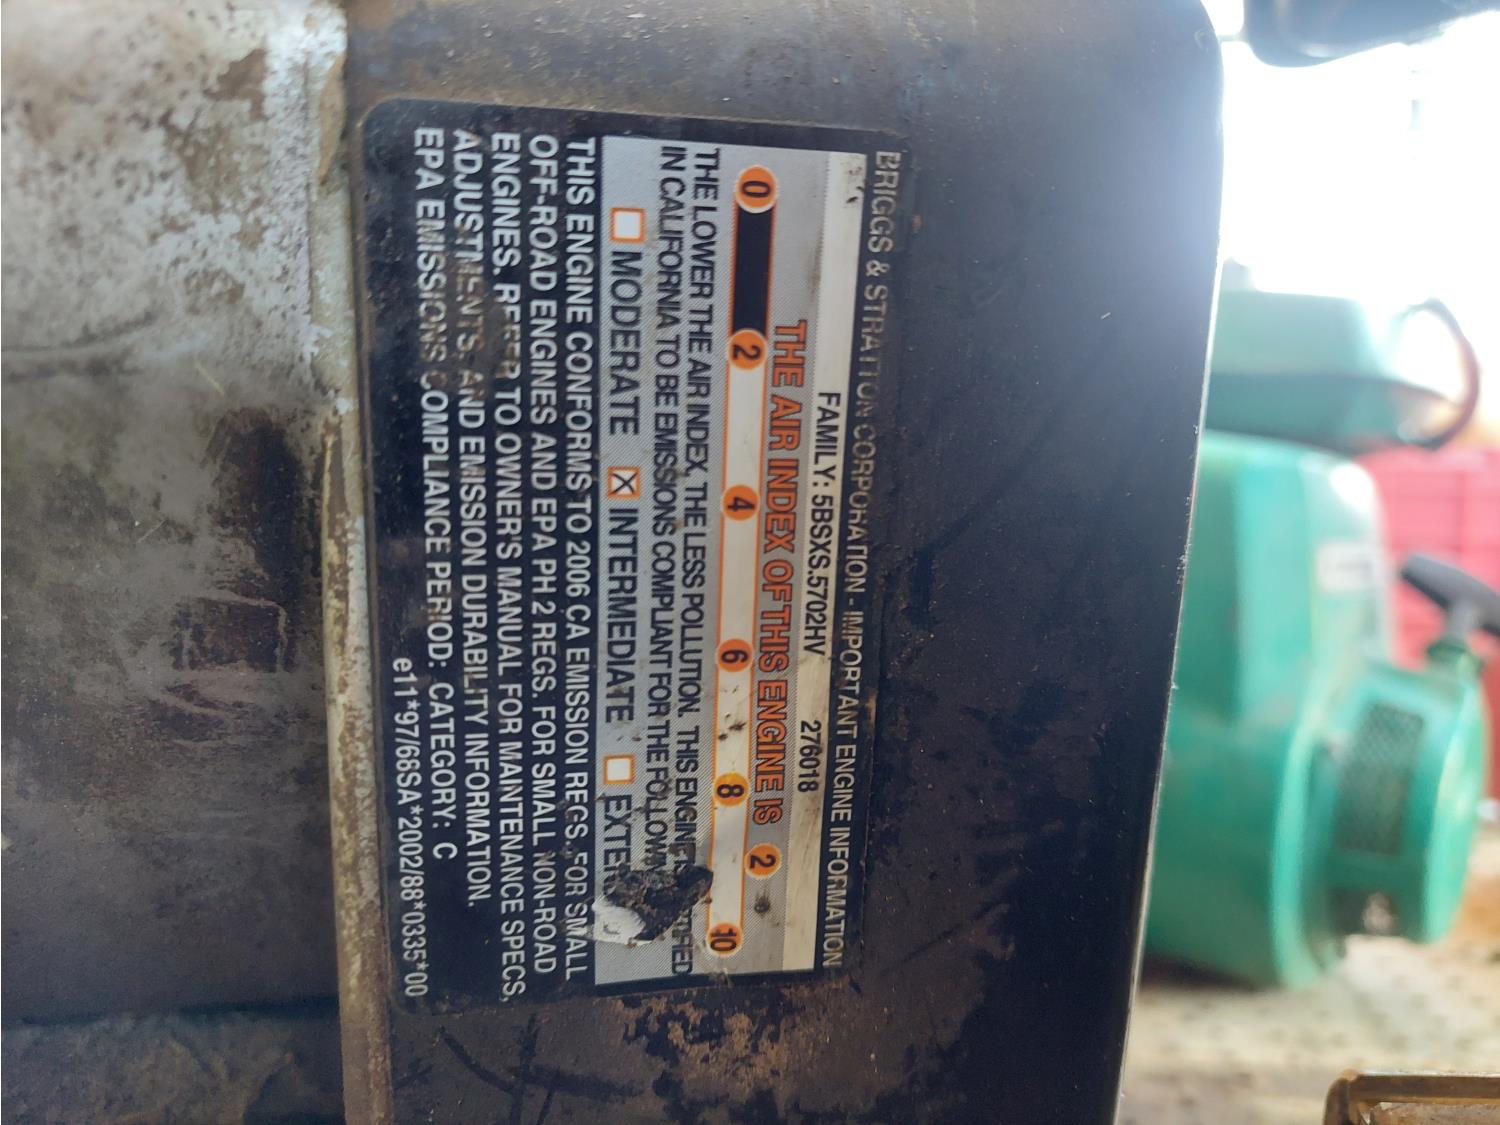 BRIGGS & STRATTON CORPORATION - IMPORTANT ENGINE INFORMATION
FAMILY: 5BSXS.5702HV 276018
THE AIR INDEX OF THIS ENGINE IS 2
0 2 4 6 8 10
THE LOWER THE AIR INDEX, THE LESS POLLUTION. THIS ENGINE IS
IN CALIFORNIA TO BE EMISSIONS COMPLIANT FOR THE
MODERATE INTERMEDIATE
THIS ENGINE CONFORMS TO 2006 CA EMISSION REGS. FOR SMALL
OFF-ROAD ENGINES AND EPA PH 2 REGS. FOR SMALL NON-ROAD
ENGINES. REFER TO OWNER'S MANUAL FOR MAINTENANCE SPECS,
ADJUSTMENTS, AND EMISSION DURABILITY INFORMATION.
EPA EMISSIONS COMPLIANCE PERIOD: CATEGORY: C
e11*97/68SA*2002/88*0335*00